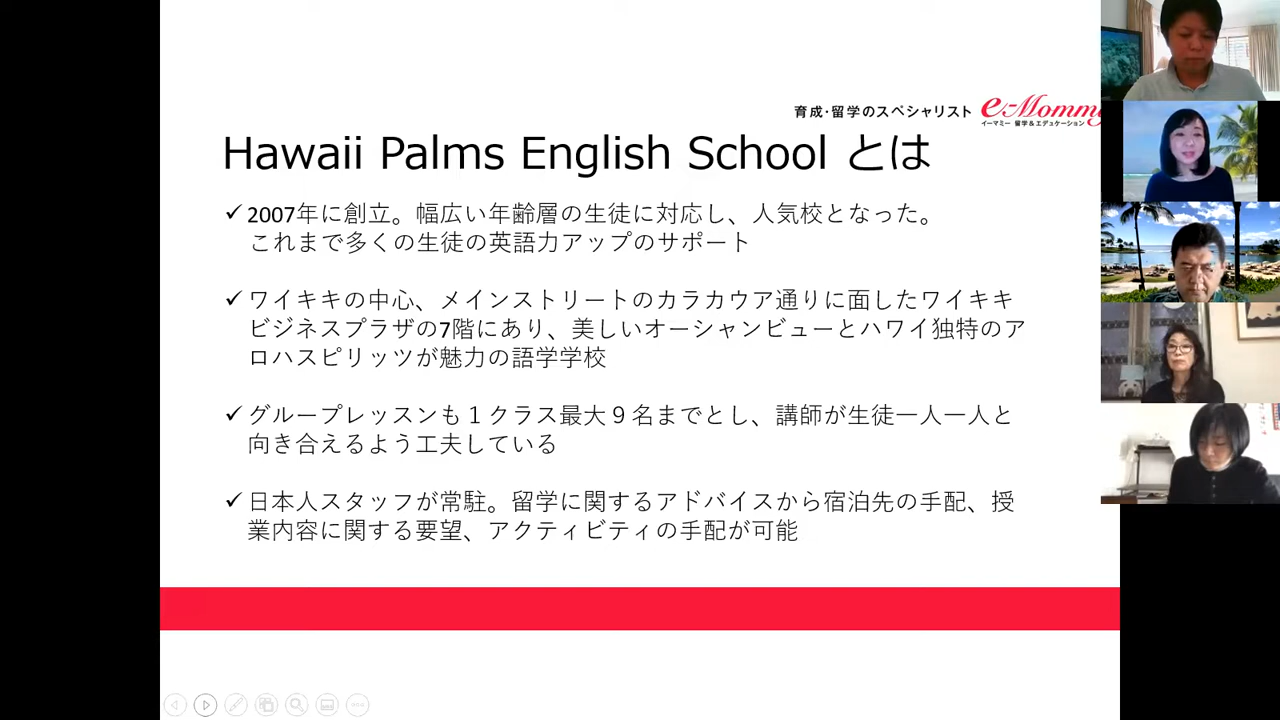 育成・留学のスペシャリスト
e-Mommy
イーマミー 留学&エデュケーション
Hawaii Palms English School とは
✓2007年に創立。幅広い年齢層の生徒に対応し、人気校となった。
これまで多くの生徒の英語力アップのサポート
✓ワイキキの中心、メインストリートのカラカウア通りに面したワイキキ
ビジネスプラザの7階にあり、美しいオーシャンビューとハワイ独特のア
ロハスピリッツが魅力の語学学校
✓グループレッスンも１クラス最大９名までとし、講師が生徒一人一人と
向き合えるよう工夫している
✓日本人スタッフが常駐。留学に関するアドバイスから宿泊先の手配、授
業内容に関する要望、アクティビティの手配が可能